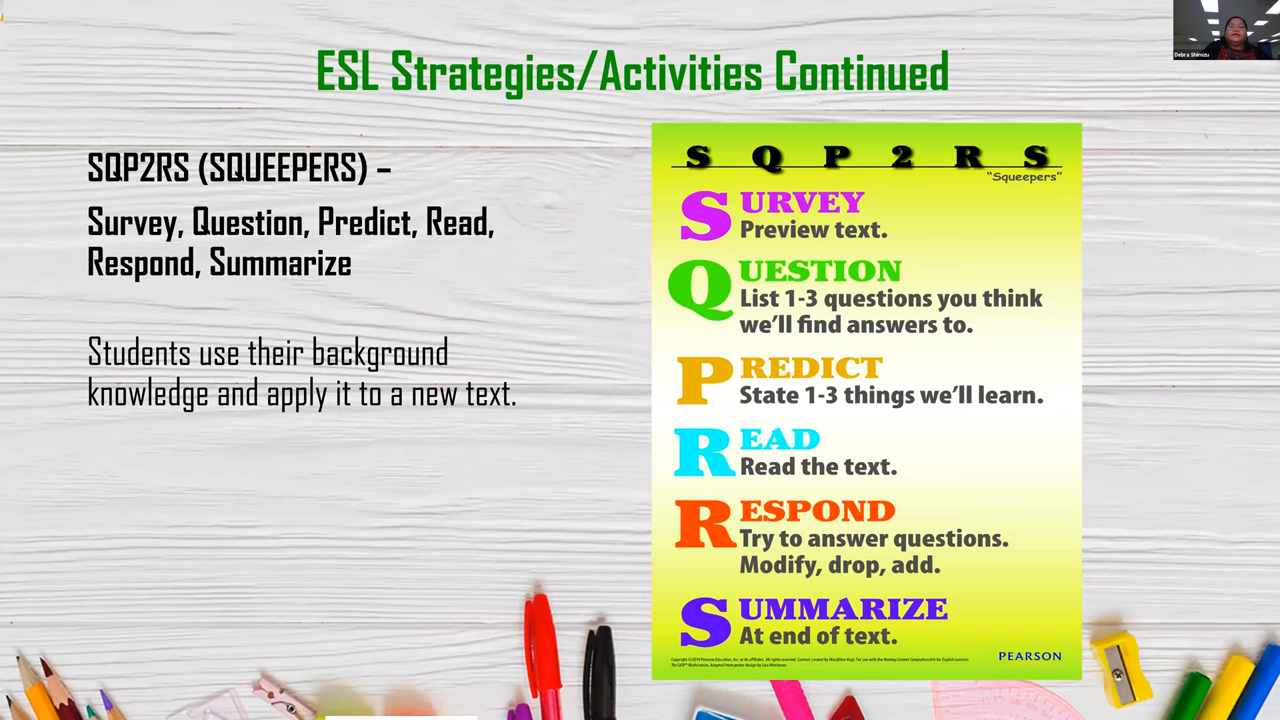 ESL Strategies/Activities Continued
Debra Shimizu
SQP2RS (SQUEEPERS) –
Survey, Question, Predict, Read,
Respond, Summarize
Students use their background
knowledge and apply it to a new text.
S Q P 2 R S
“Squeepers”
SURVEY
Preview text.
QUESTION
List 1-3 questions you think
we’ll find answers to.
PREDICT
State 1-3 things we’ll learn.
READ
Read the text.
RESPOND
Try to answer questions.
Modify, drop, add.
SUMMARIZE
At end of text.
PEARSON